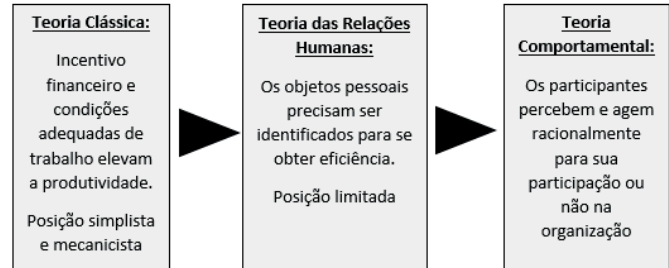 Teoria Clássica:
Incentivo
financeiro e
condições
adequadas de
trabalho elevam
a produtividade.
Posição simplista
e mecanicista
Teoria das Relações
Humanas:
Os objetos pessoais
precisam ser
identificados para se
obter eficiência.
Posição limitada
Teoria
Comportamental:
Os participantes
percebem e agem
racionalmente
para sua
participação ou
não na
organização